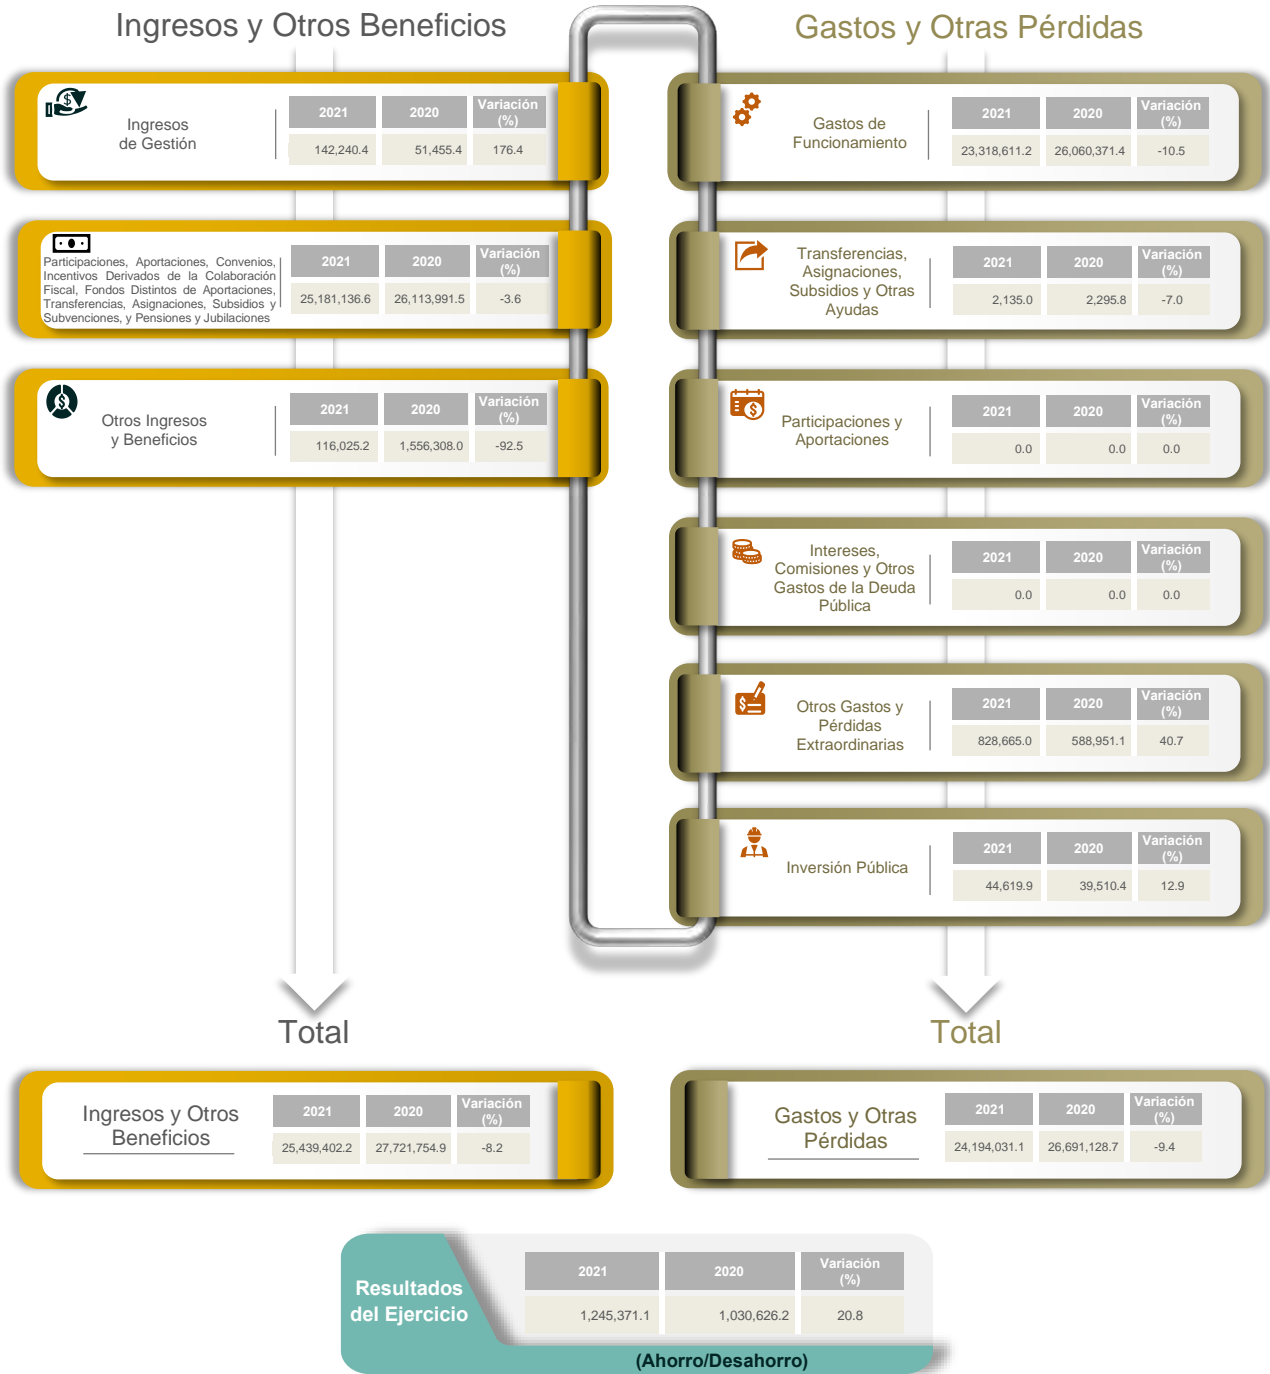 Ingresos y Otros Beneficios
Ingresos
de Gestión
2021 2020 Variación
(%)
142,240.4 51,455.4 176.4
Participaciones, Aportaciones, Convenios,
Incentivos Derivados de la Colaboración
Fiscal, Fondos Distintos de Aportaciones,
Transferencias, Asignaciones, Subsidios y
Subvenciones, y Pensiones y Jubilaciones
2021 2020 Variación
(%)
25,181,136.6 26,113,991.5 -3.6
Otros Ingresos
y Beneficios
2021 2020 Variación
(%)
116,025.2 1,556,308.0 -92.5
Total
Ingresos y Otros
Beneficios
2021 2020 Variación
(%)
25,439,402.2 27,721,754.9 -8.2
Gastos y Otras Pérdidas
Gastos de
Funcionamiento
2021 2020 Variación
(%)
23,318,611.2 26,060,371.4 -10.5
Transferencias,
Asignaciones,
Subsidios y Otras
Ayudas
2021 2020 Variación
(%)
2,135.0 2,295.8 -7.0
Participaciones y
Aportaciones
2021 2020 Variación
(%)
0.0 0.0 0.0
Intereses,
Comisiones y Otros
Gastos de la Deuda
Pública
2021 2020 Variación
(%)
0.0 0.0 0.0
Otros Gastos y
Pérdidas
Extraordinarias
2021 2020 Variación
(%)
828,665.0 588,951.1 40.7
Inversión Pública
2021 2020 Variación
(%)
44,619.9 39,510.4 12.9
Total
Gastos y Otras
Pérdidas
2021 2020 Variación
(%)
24,194,031.1 26,691,128.7 -9.4
Resultados
del Ejercicio
2021 2020 Variación
(%)
1,245,371.1 1,030,626.2 20.8
(Ahorro/Desahorro)